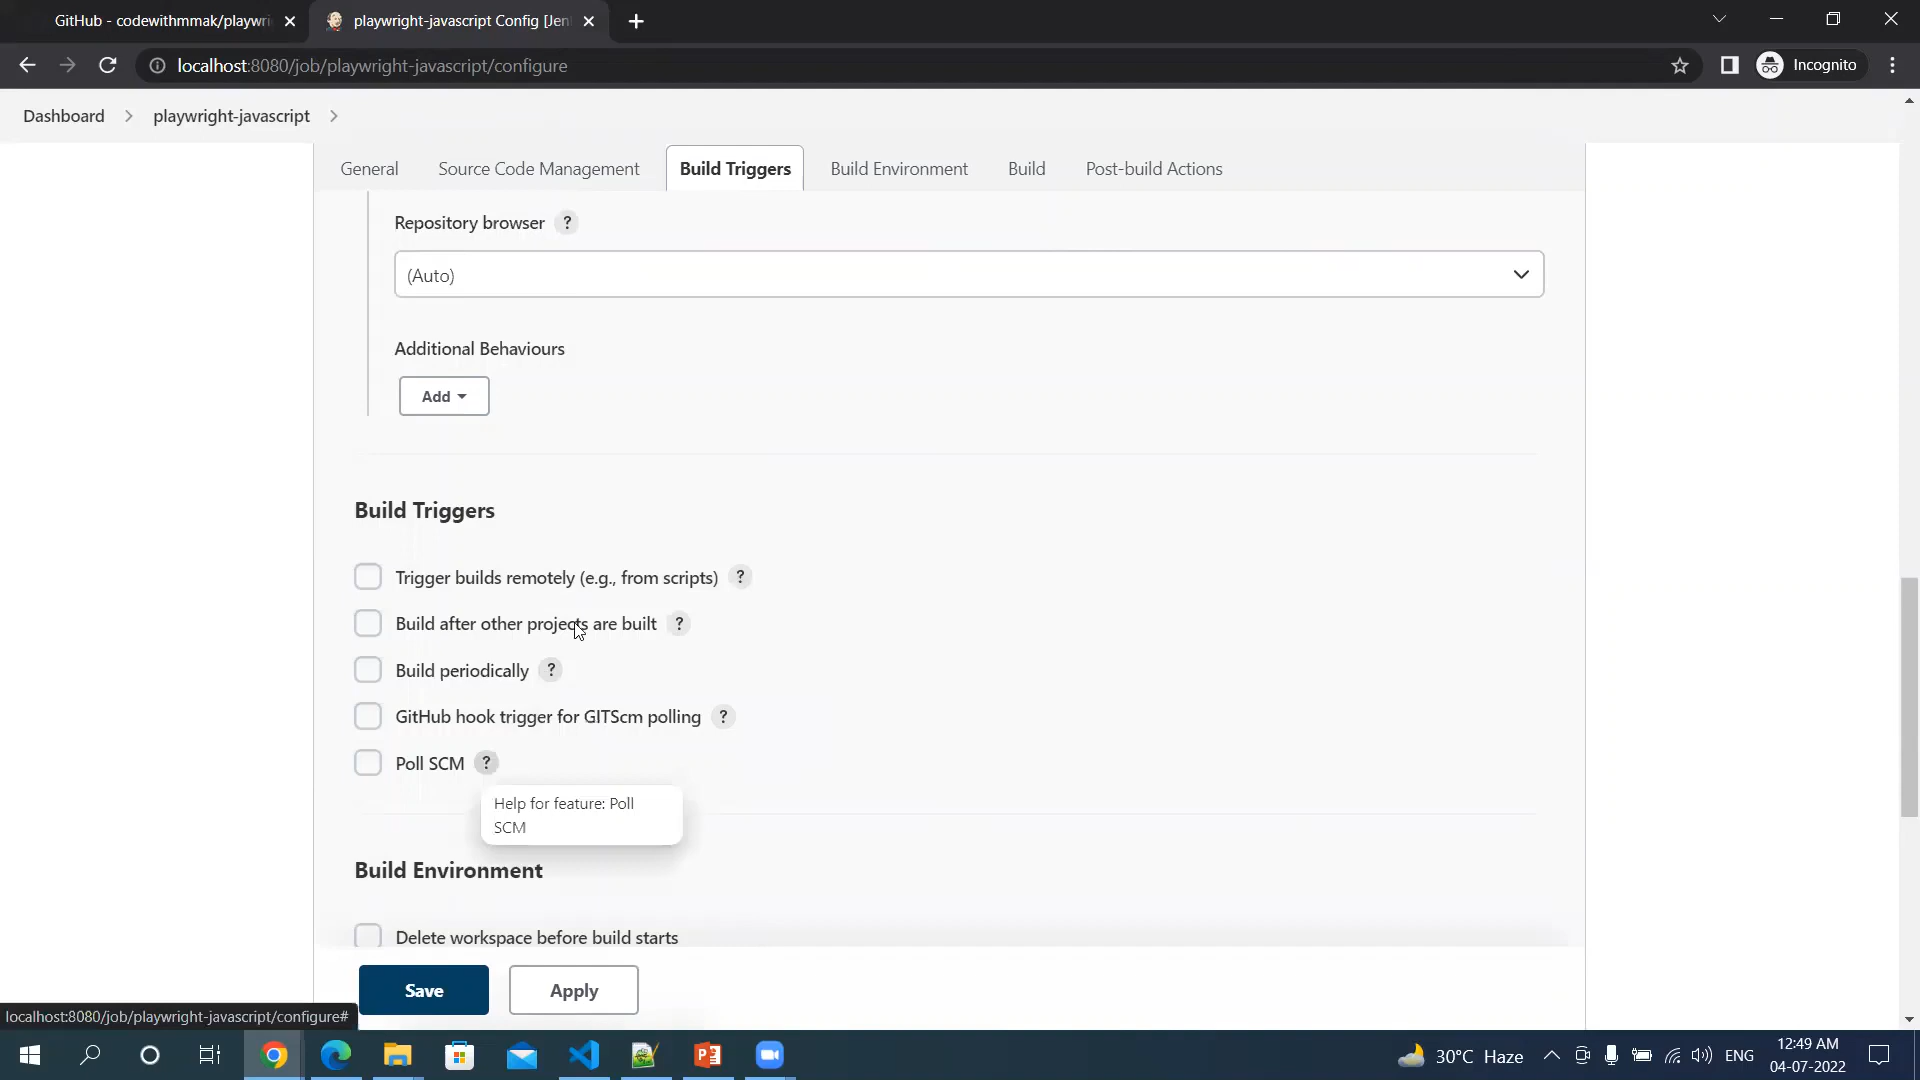 GitHub - codewithmmak/playwri
playwright-javascript Config [Jen
localhost:8080/job/playwright-javascript/configure
Incognito
Dashboard
playwright-javascript
General
Source Code Management
Build Triggers
Build Environment
Build
Post-build Actions
Repository browser ?
(Auto)
Additional Behaviours
Add
Build Triggers
Trigger builds remotely (e.g., from scripts) ?
Build after other projects are built ?
Build periodically ?
GitHub hook trigger for GITScm polling ?
Poll SCM ?
Help for feature: Poll
SCM
Build Environment
Delete workspace before build starts
Save
Apply
localhost:8080/job/playwright-javascript/configure#
30°C Haze
ENG
12:49 AM
04-07-2022